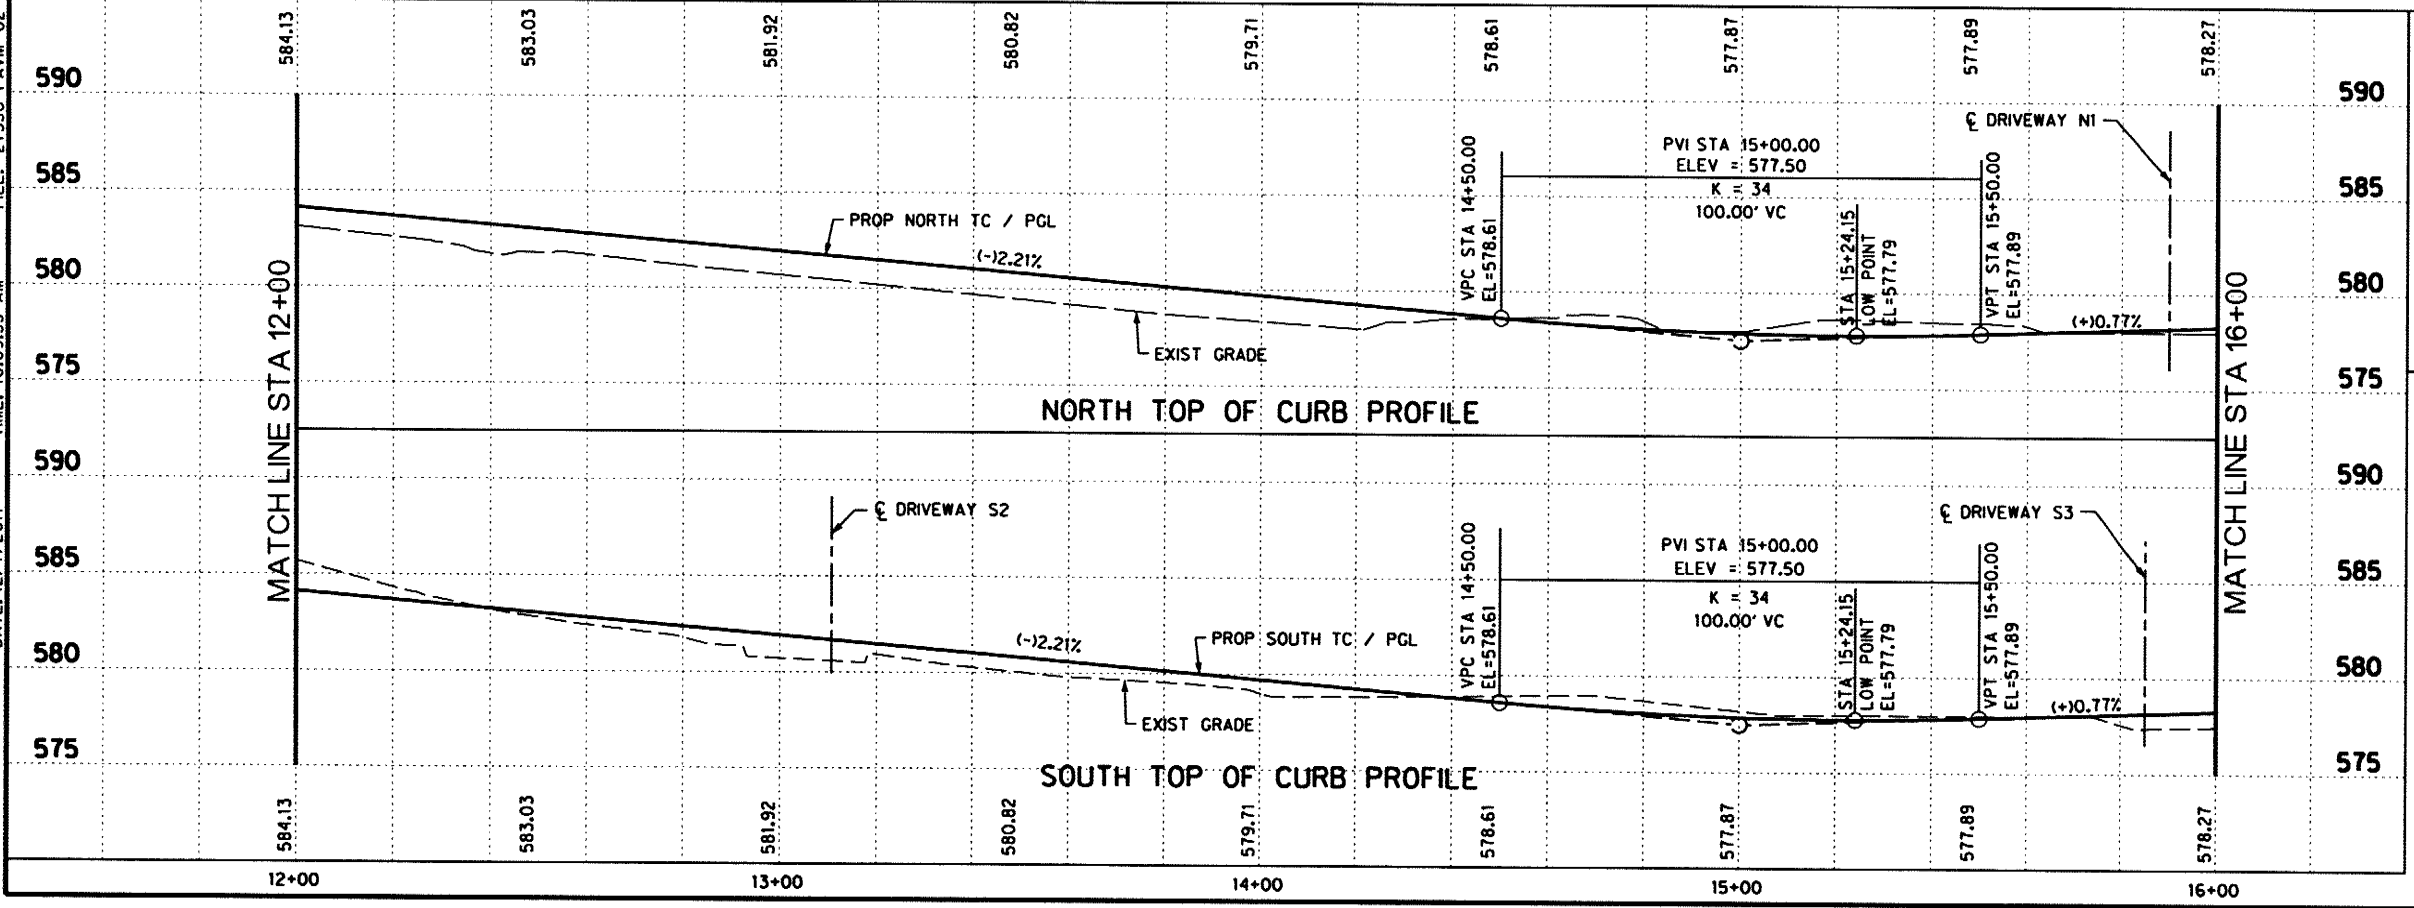 584.13 583.03 581.92 580.82 579.71 578.61 577.87 577.89 578.27
590 590
585 585
580 580
575 575
MATCH LINE STA 12+00
PROP NORTH TC / PGL
(-)2.21%
EXIST GRADE
VPC STA 14+50.00
EL=578.61
PVI STA 15+00.00
ELEV = 577.50
K = 34
100.00' VC
STA 15+24.15
LOW POINT
EL=577.79
VPT STA 15+50.00
EL=577.89
℄ DRIVEWAY N1
(+)0.77%
MATCH LINE STA 16+00
NORTH TOP OF CURB PROFILE
590 590
585 585
580 580
575 575
℄ DRIVEWAY S2
(-)2.21%
PROP SOUTH TC / PGL
EXIST GRADE
VPC STA 14+50.00
EL=578.61
PVI STA 15+00.00
ELEV = 577.50
K = 34
100.00' VC
STA 15+24.15
LOW POINT
EL=577.79
VPT STA 15+50.00
EL=577.89
℄ DRIVEWAY S3
(+)0.77%
SOUTH TOP OF CURB PROFILE
584.13 583.03 581.92 580.82 579.71 578.61 577.87 577.89 578.27
12+00 13+00 14+00 15+00 16+00